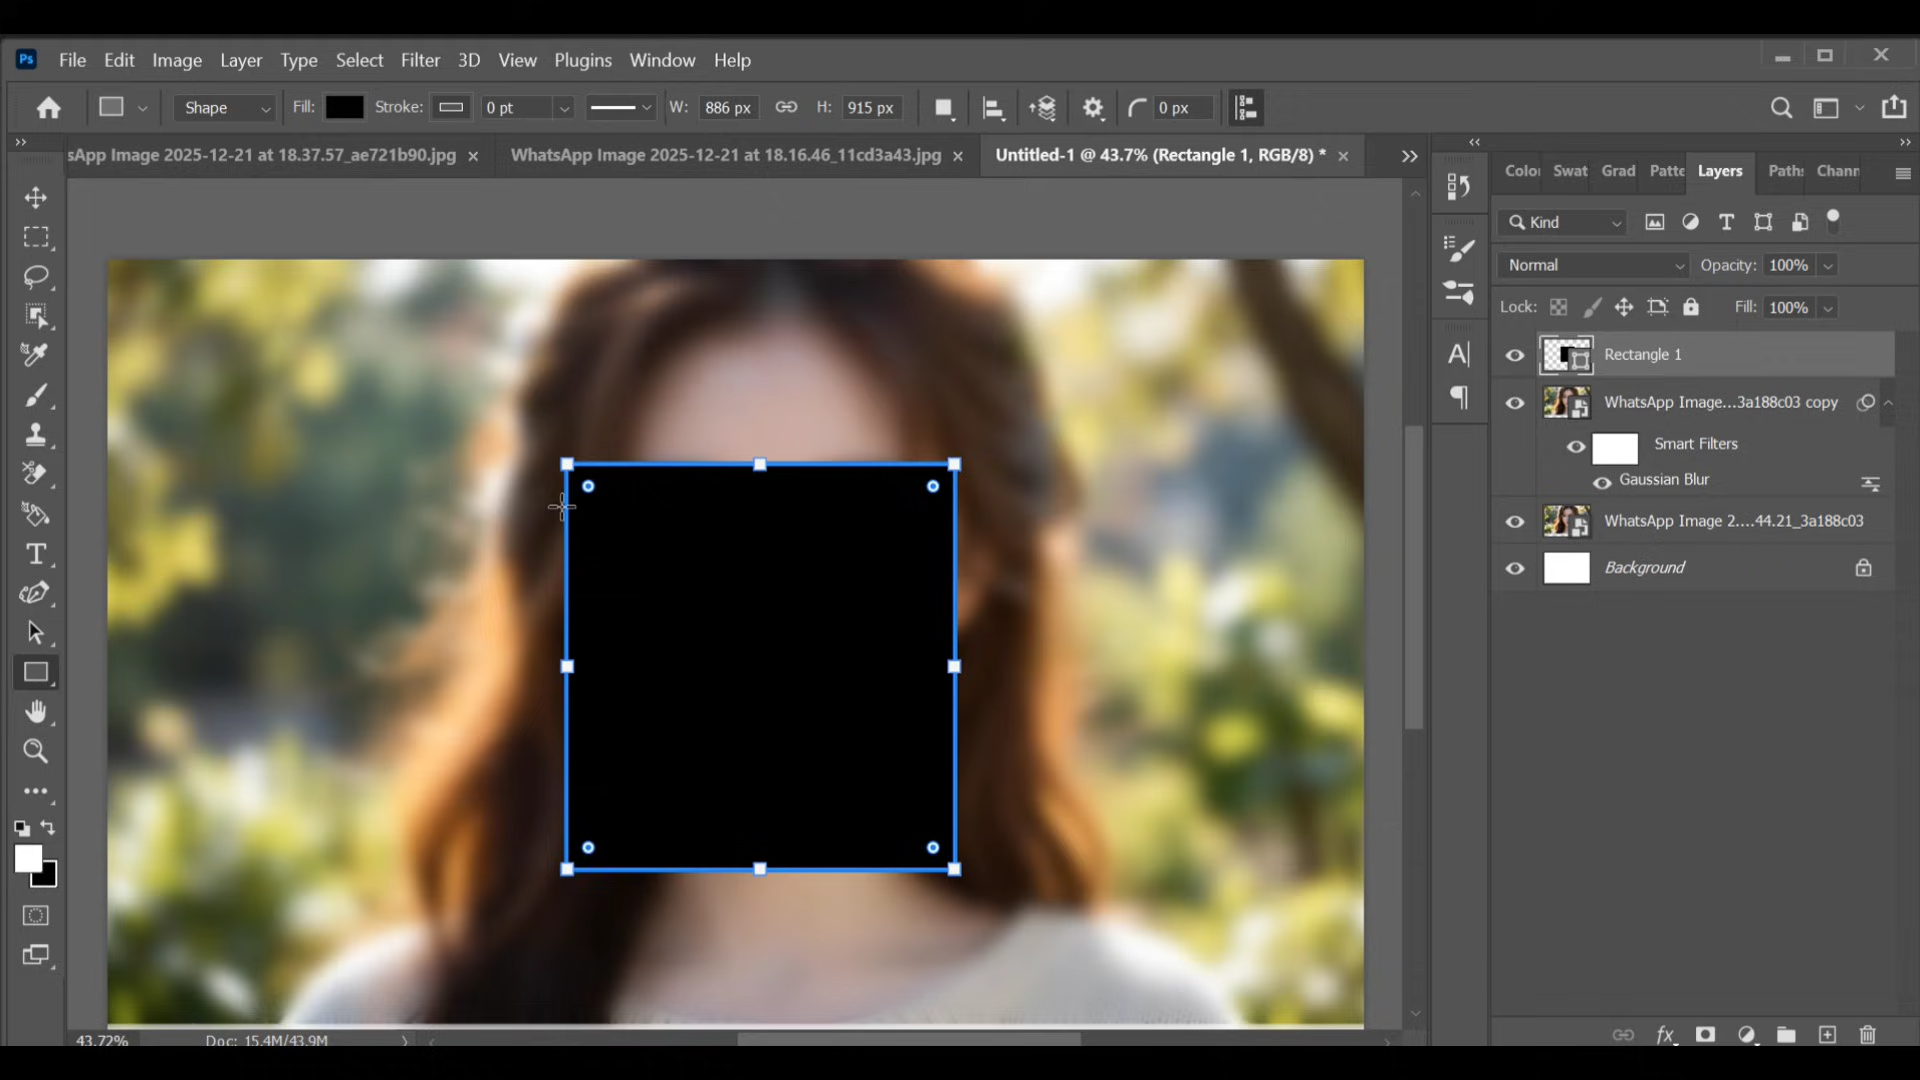 Ps File Edit Image Layer Type Select Filter 3D View Plugins Window Help
Shape Fill: Stroke: 0 pt W: 886 px H: 915 px 0 px
sApp Image 2025-12-21 at 18.37.57_ae721b90.jpg × WhatsApp Image 2025-12-21 at 18.16.46_11cd3a43.jpg × Untitled-1 @ 43.7% (Rectangle 1, RGB/8) * ×
Colo Swat Grad Patte Layers Paths Chann
Kind
Normal Opacity: 100%
Lock: Fill: 100%
Rectangle 1
WhatsApp Image...3a188c03 copy
Smart Filters
Gaussian Blur
WhatsApp Image 2....44.21_3a188c03
Background
43.72% Doc: 15.4M/43.9M